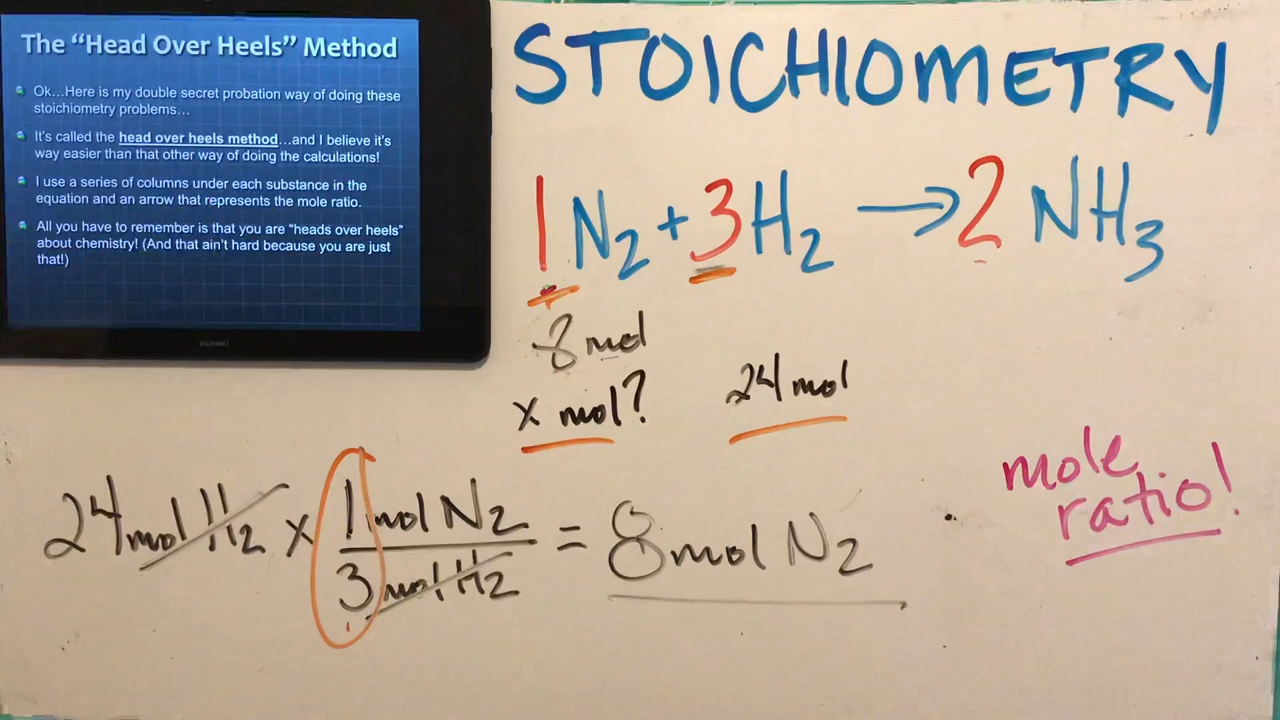 The “Head Over Heels” Method
Ok...Here is my double secret probation way of doing these
stoichiometry problems...
It’s called the head over heels method...and I believe it’s
way easier than that other way of doing the calculations!
I use a series of columns under each substance in the
equation and an arrow that represents the mole ratio.
All you have to remember is that you are “heads over heels”
about chemistry! (And that ain’t hard because you are just
that!)
HUAWEI
STOICHIOMETRY
1 N2 + 3 H2 → 2 NH3
8 mol
x mol? 24 mol
mole
ratio!
24 mol H2 x 1 mol N2 / 3 mol H2 = 8 mol N2